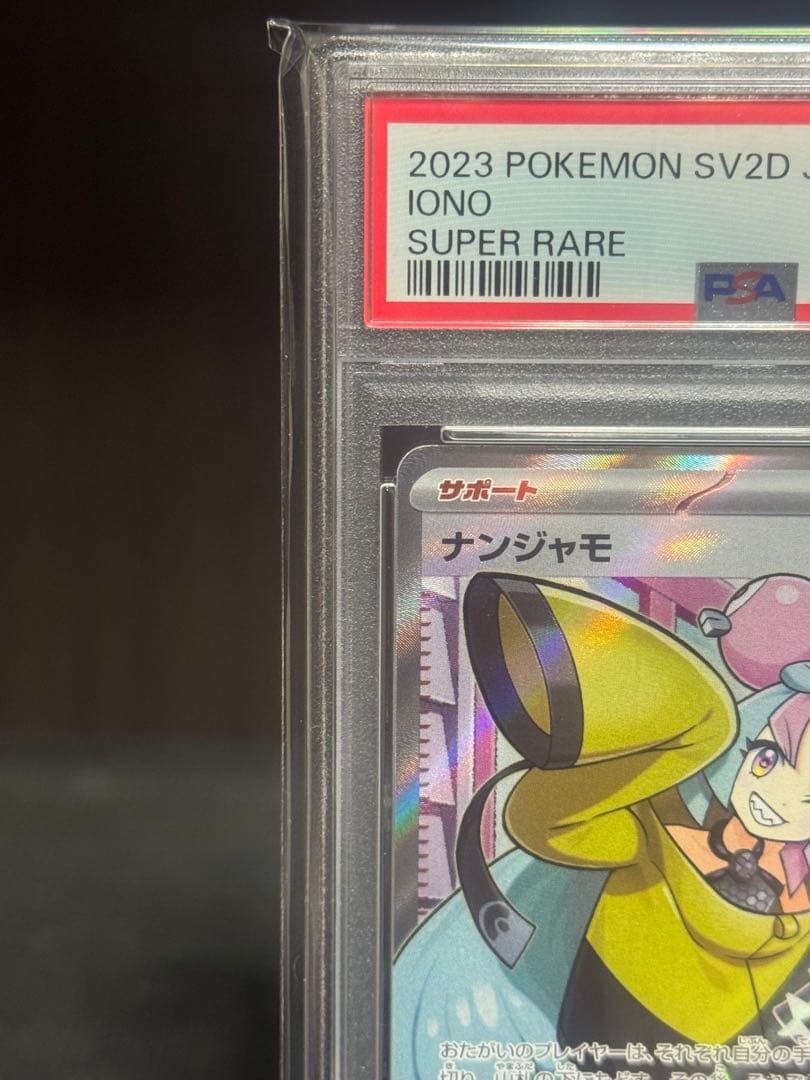 2023 POKEMON SV2D J
IONO
SUPER RARE
PSA
サポート
ナンジャモ
おたがいのプレイヤーは、それぞれ自分の手